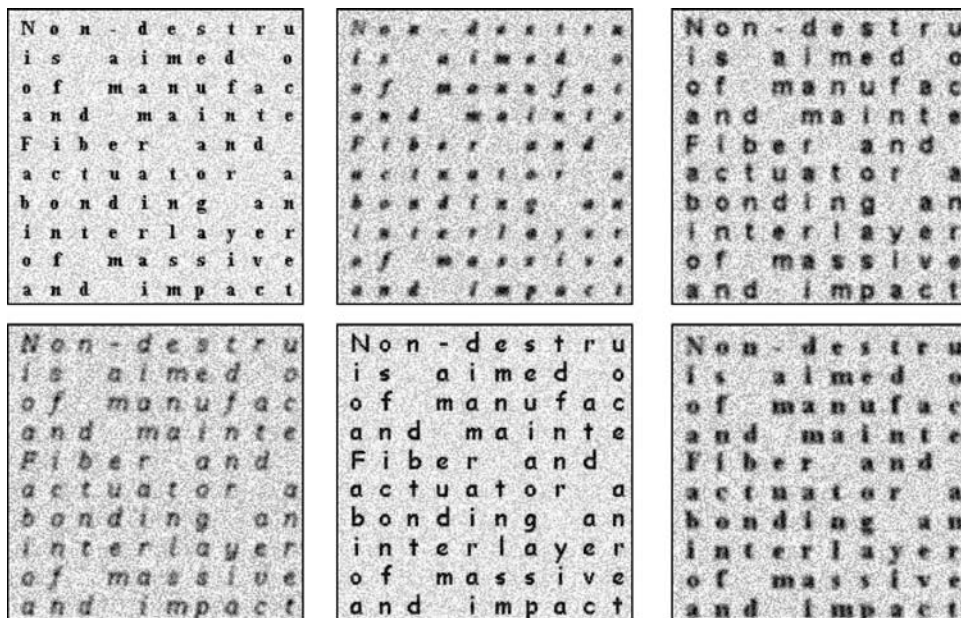 Non-destru
is aimed o
of manufac
and mainte
Fiber and
actuator a
bonding an
interlayer
of massive
and impact
Non-destru
is aimed o
of manufac
and mainte
Fiber and
actuator a
bonding an
interlayer
of massive
and impact
Non-destru
is aimed o
of manufac
and mainte
Fiber and
actuator a
bonding an
interlayer
of massive
and impact
Non-destru
is aimed o
of manufac
and mainte
Fiber and
actuator a
bonding an
interlayer
of massive
and impact
Non-destru
is aimed o
of manufac
and mainte
Fiber and
actuator a
bonding an
interlayer
of massive
and impact
Non-destru
is aimed o
of manufac
and mainte
Fiber and
actuator a
bonding an
interlayer
of massive
and impact